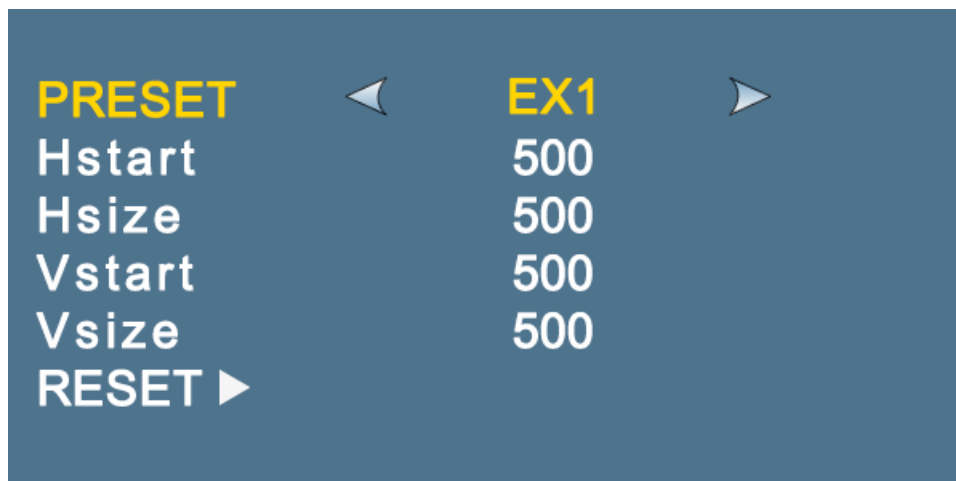 PRESET EX1
Hstart 500
Hsize 500
Vstart 500
Vsize 500
RESET